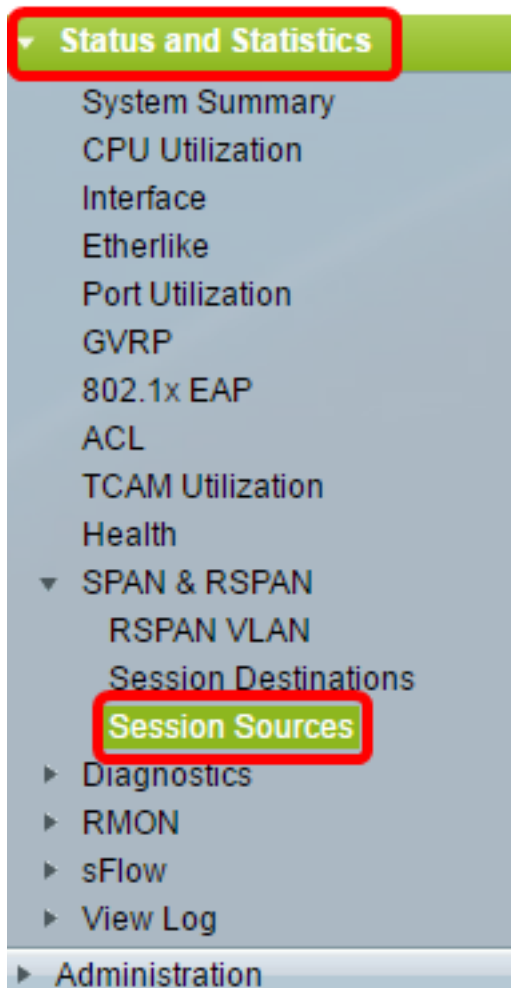 Status and Statistics
System Summary
CPU Utilization
Interface
Etherlike
Port Utilization
GVRP
802.1x EAP
ACL
TCAM Utilization
Health
SPAN & RSPAN
RSPAN VLAN
Session Destinations
Session Sources
Diagnostics
RMON
sFlow
View Log
Administration